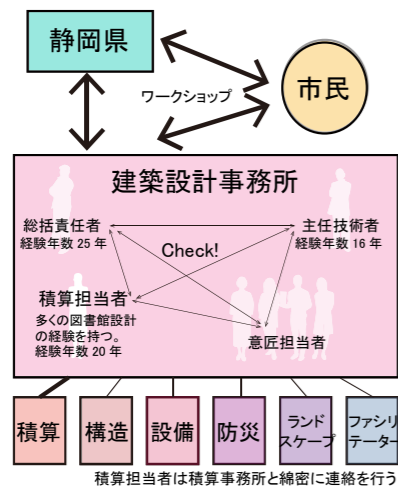 静岡県
市民
ワークショップ
建築設計事務所
総括責任者
経験年数 25 年
主任技術者
経験年数 16 年
Check!
積算担当者
多くの図書館設計
の経験を持つ。
経験年数 20 年
意匠担当者
積算
構造
設備
防災
ランド
スケープ
ファシリ
テーター
積算担当者は積算事務所と綿密に連絡を行う